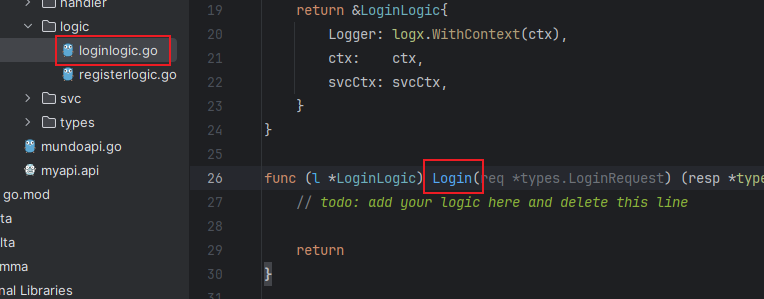 handler
logic
loginlogic.go
registerlogic.go
svc
types
mundoapi.go
myapi.api
go.mod
ta
lta
mma
nal Libraries
19 return &LoginLogic{
20 Logger: logx.WithContext(ctx),
21 ctx: ctx,
22 svcCtx: svcCtx,
23 }
24 }
25
26 func (l *LoginLogic) Login(req *types.LoginRequest) (resp *type
27 // todo: add your logic here and delete this line
28
29 return
30 }
31